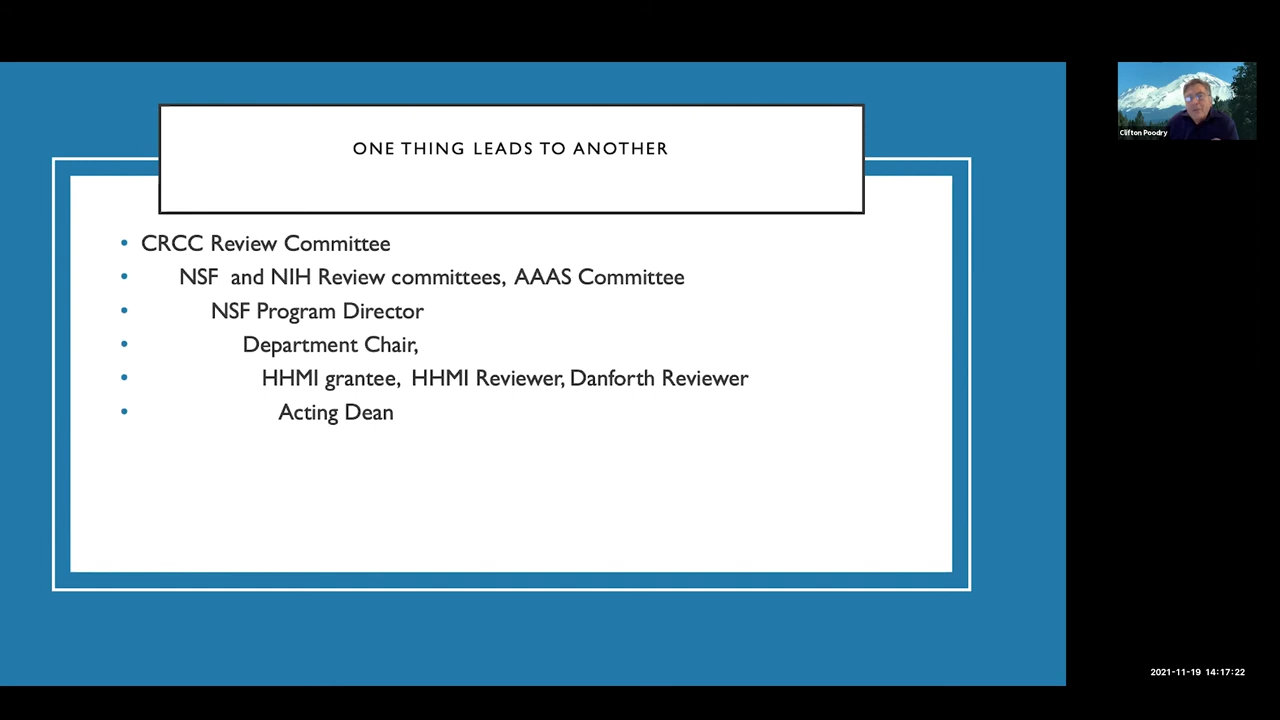 ONE THING LEADS TO ANOTHER
• CRCC Review Committee
• NSF and NIH Review committees, AAAS Committee
• NSF Program Director
• Department Chair,
• HHMI grantee, HHMI Reviewer, Danforth Reviewer
• Acting Dean
Clifton Poodry
2021-11-19 14:17:22